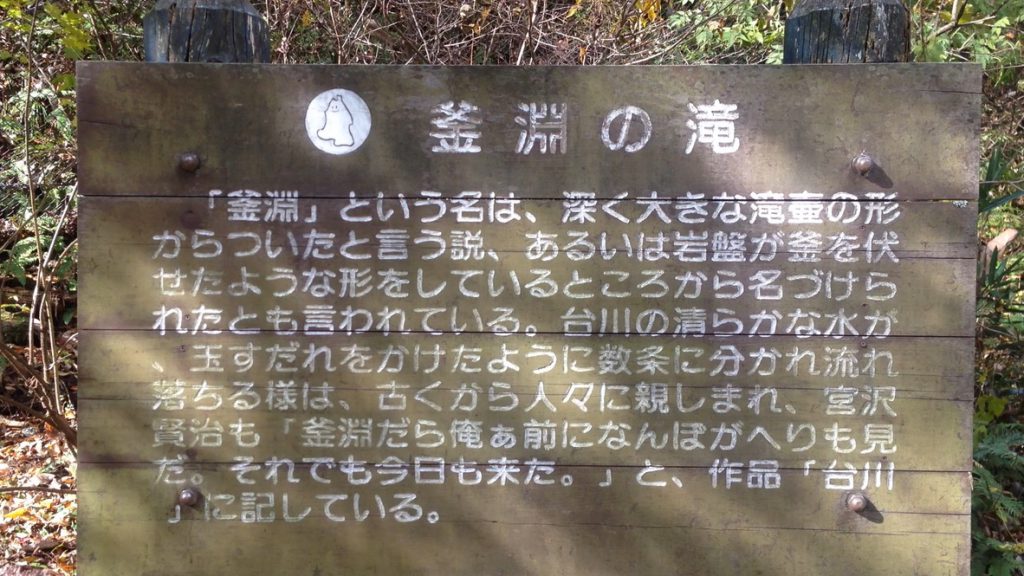 釜淵の滝
「釜淵」という名は、深く大きな滝壷の形
からついたと言う説、あるいは岩盤が釜を伏
せたような形をしているところから名づけら
れたとも言われている。台川の清らかな水が
、玉すだれをかけたように数条に分かれ流れ
落ちる様は、古くから人々に親しまれ、宮沢
賢治も「釜淵だら俺ぁ前になんぼがへりも見
だ。それでも今日も来た。」と、作品「台川
」に記している。